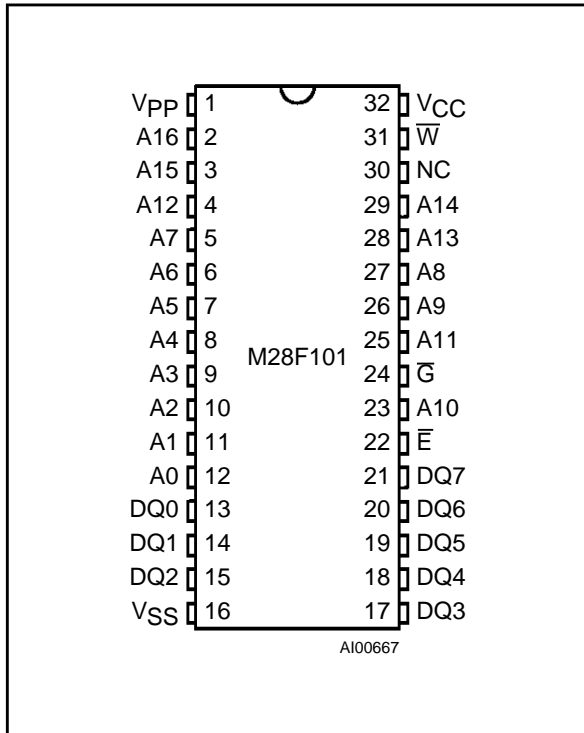 VPP 1 32 VCC
A16 2 31 W̅
A15 3 30 NC
A12 4 29 A14
A7 5 28 A13
A6 6 27 A8
A5 7 26 A9
A4 8 25 A11
M28F101
A3 9 24 G̅
A2 10 23 A10
A1 11 22 E̅
A0 12 21 DQ7
DQ0 13 20 DQ6
DQ1 14 19 DQ5
DQ2 15 18 DQ4
VSS 16 17 DQ3
AI00667